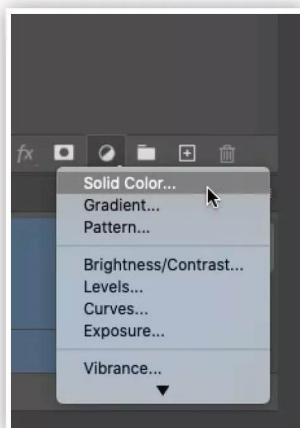 fx
Solid Color...
Gradient...
Pattern...
Brightness/Contrast...
Levels...
Curves...
Exposure...
Vibrance...